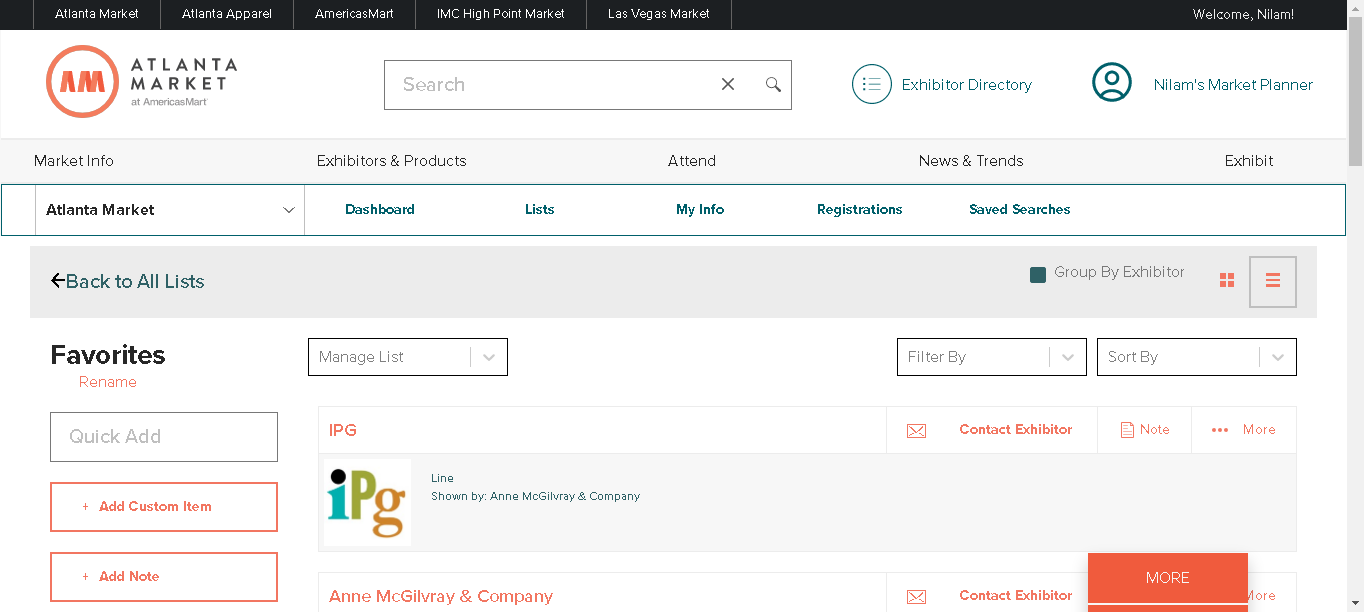 Atlanta Market Atlanta Apparel AmericasMart IMC High Point Market Las Vegas Market Welcome, Nilam!
AM ATLANTA
MARKET
at AmericasMart
Search
Exhibitor Directory
Nilam's Market Planner
Market Info Exhibitors & Products Attend News & Trends Exhibit
Atlanta Market Dashboard Lists My Info Registrations Saved Searches
Back to All Lists Group By Exhibitor
Favorites
Rename
Manage List Filter By Sort By
Quick Add
+ Add Custom Item
+ Add Note
IPG Contact Exhibitor Note More
iPg
Line
Shown by: Anne McGilvray & Company
Anne McGilvray & Company Contact Exhibitor More
MORE